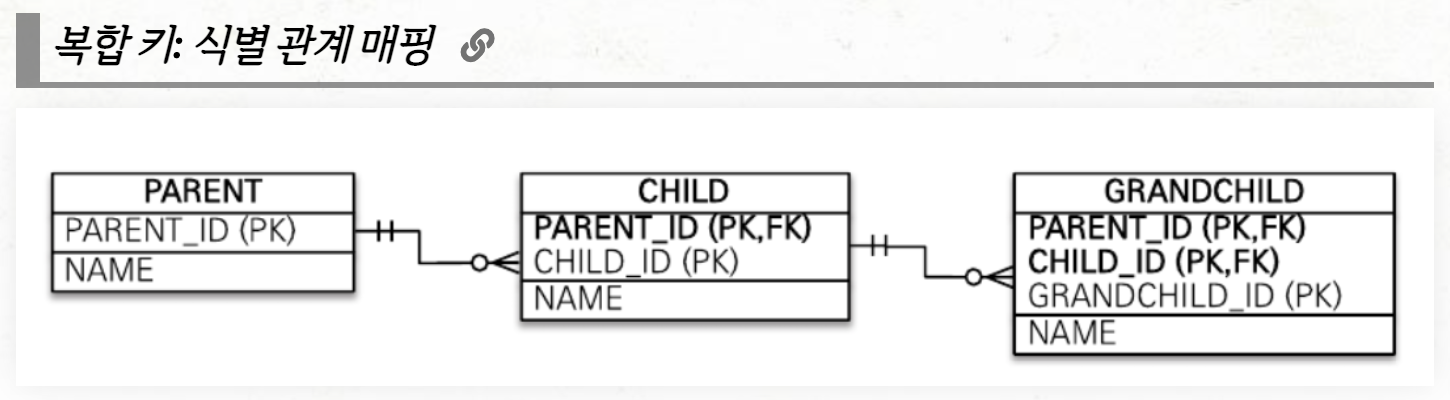 복합 키: 식별 관계 매핑
PARENT
PARENT_ID (PK)
NAME
CHILD
PARENT_ID (PK,FK)
CHILD_ID (PK)
NAME
GRANDCHILD
PARENT_ID (PK,FK)
CHILD_ID (PK,FK)
GRANDCHILD_ID (PK)
NAME